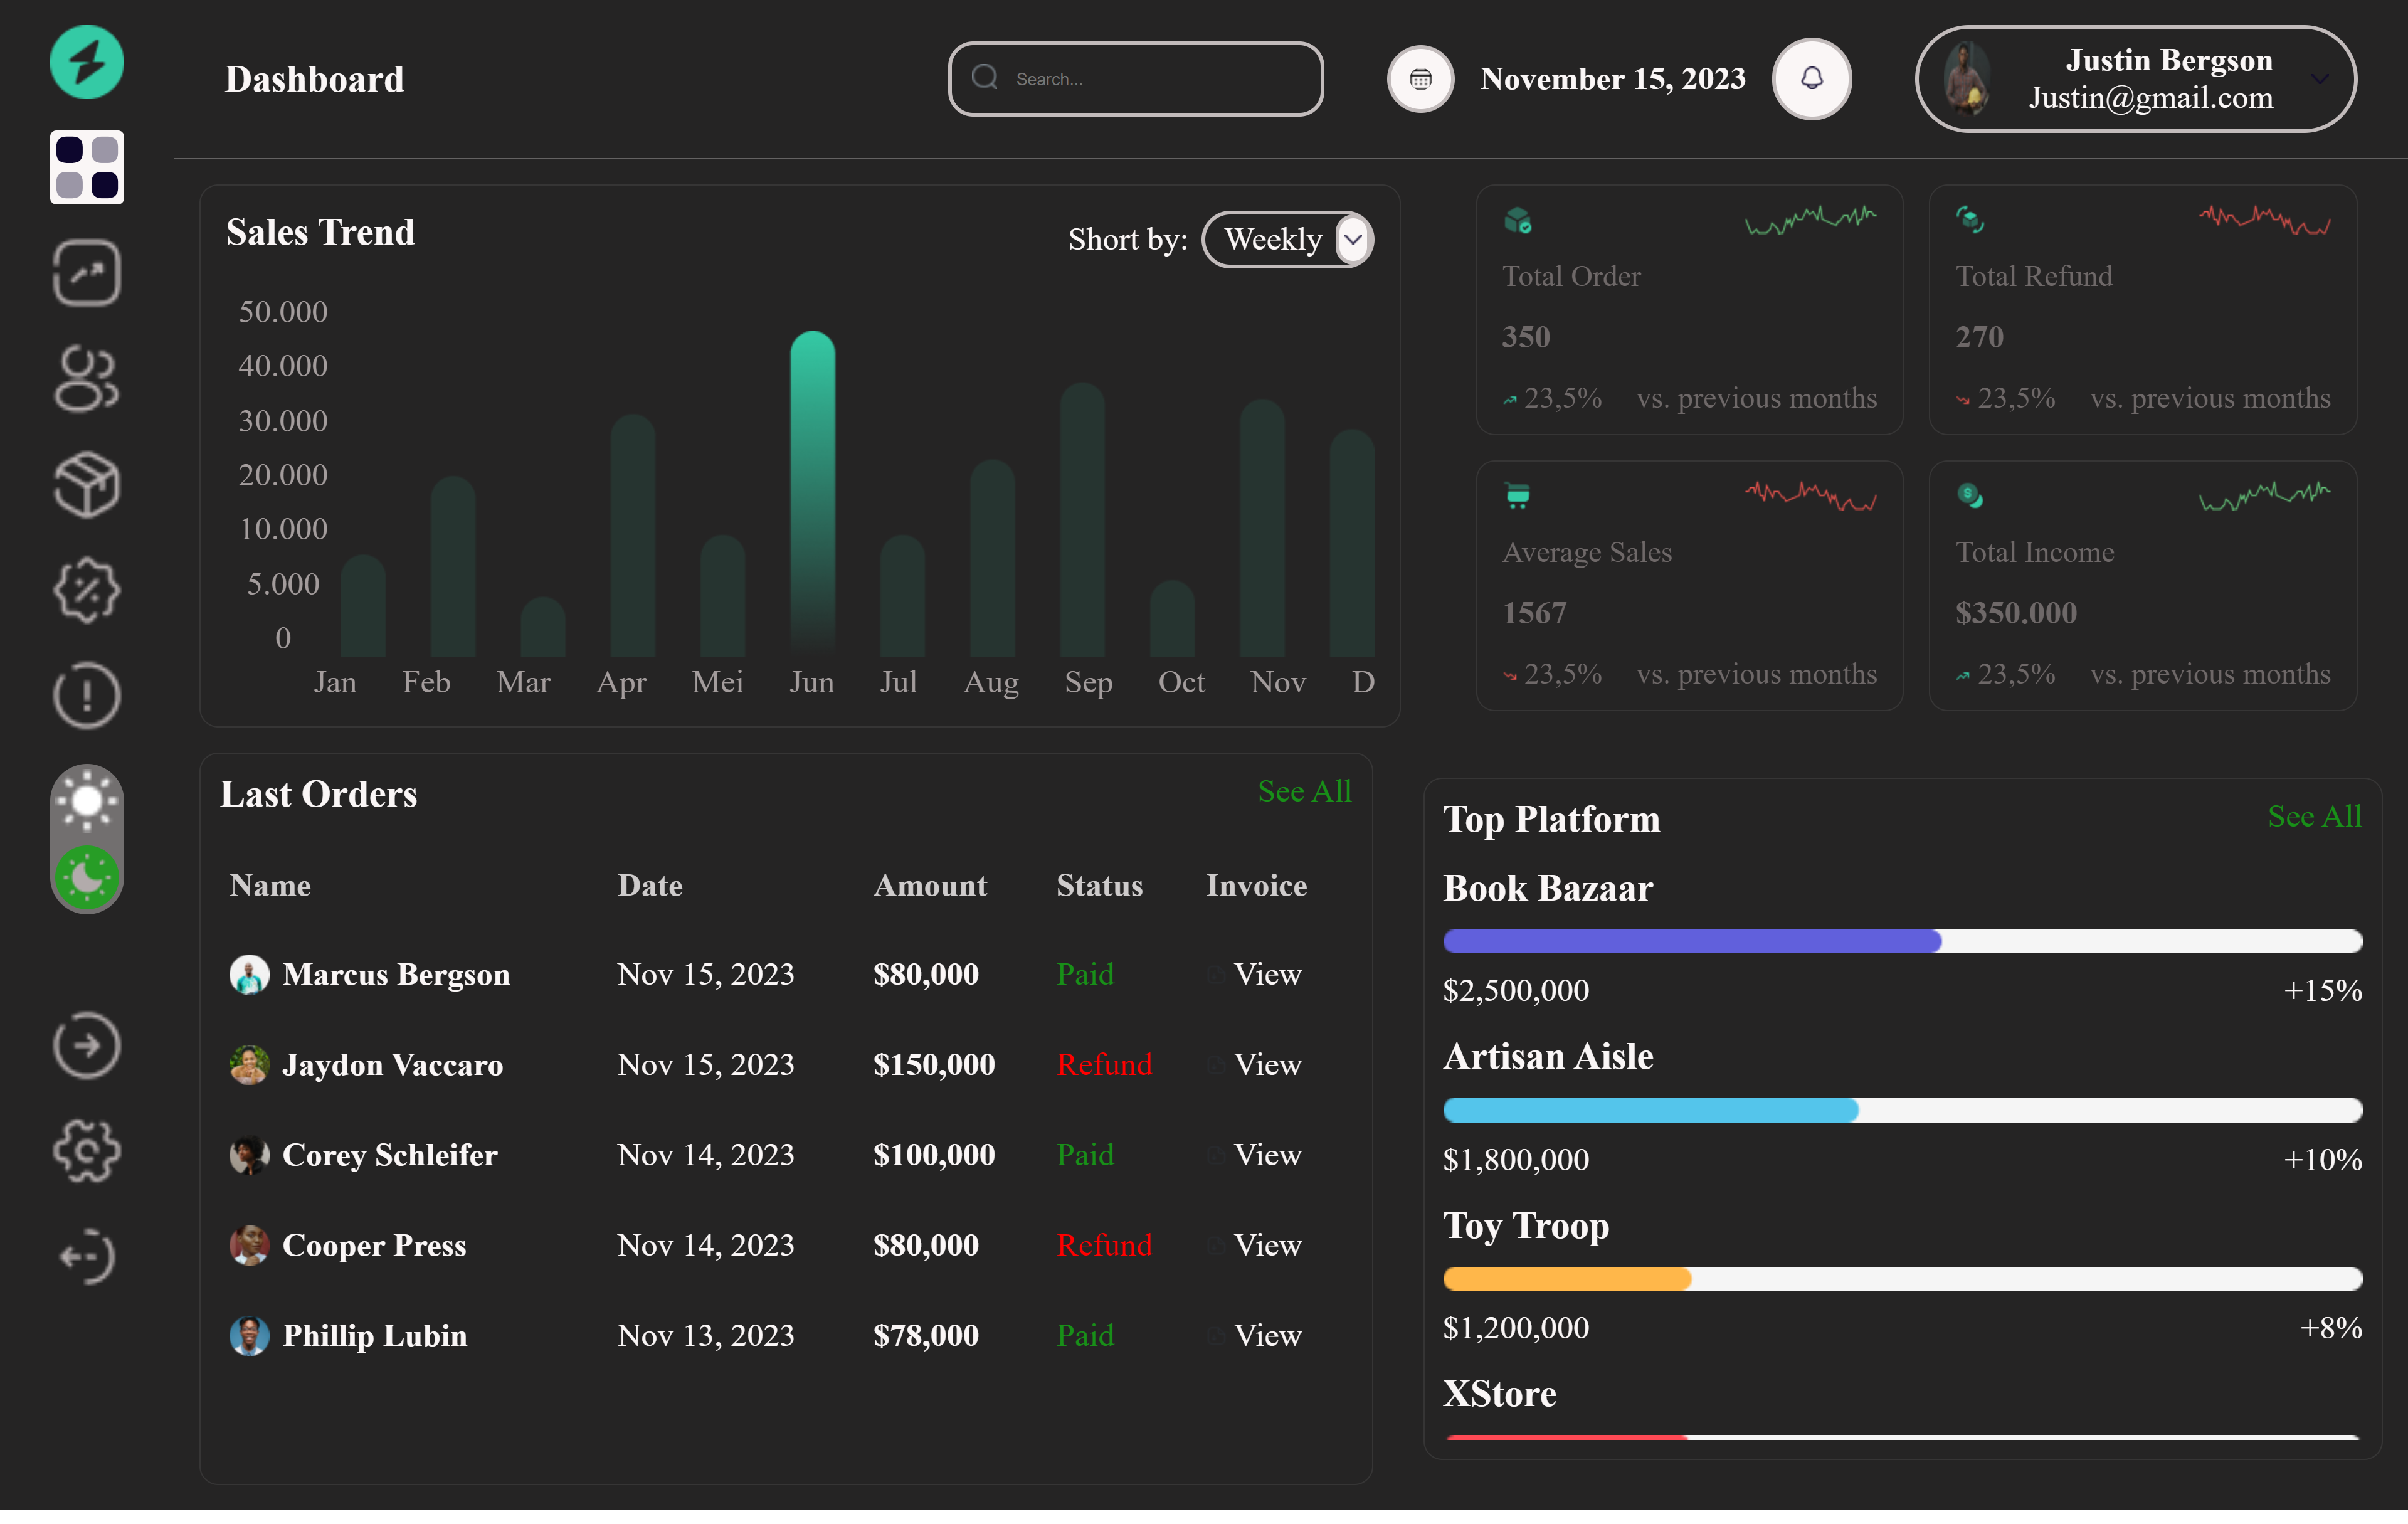 Dashboard
Search...
November 15, 2023
Justin Bergson
Justin@gmail.com
Sales Trend
Short by: Weekly
50.000
40.000
30.000
20.000
10.000
5.000
0
Jan Feb Mar Apr Mei Jun Jul Aug Sep Oct Nov D
Total Order
350
23,5% vs. previous months
Total Refund
270
23,5% vs. previous months
Average Sales
1567
23,5% vs. previous months
Total Income
$350.000
23,5% vs. previous months
Last Orders See All
Name Date Amount Status Invoice
Marcus Bergson Nov 15, 2023 $80,000 Paid View
Jaydon Vaccaro Nov 15, 2023 $150,000 Refund View
Corey Schleifer Nov 14, 2023 $100,000 Paid View
Cooper Press Nov 14, 2023 $80,000 Refund View
Phillip Lubin Nov 13, 2023 $78,000 Paid View
Top Platform See All
Book Bazaar
$2,500,000 +15%
Artisan Aisle
$1,800,000 +10%
Toy Troop
$1,200,000 +8%
XStore